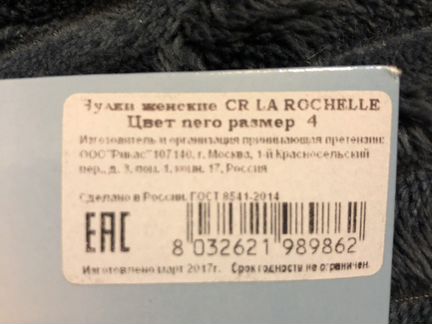 Чулки женские CR LA ROCHELLE
Цвет nero размер 4
Изготовитель и организация принимающая претензии:
ООО "Рикас" 107140, г. Москва, 1-й Красносельский
пер., д. 3, пом. 1, комн. 17, Россия
Сделано в России. ГОСТ 8541-2014
EAC
8 032621 989862
Изготовлено март 2017г. Срок годности не ограничен